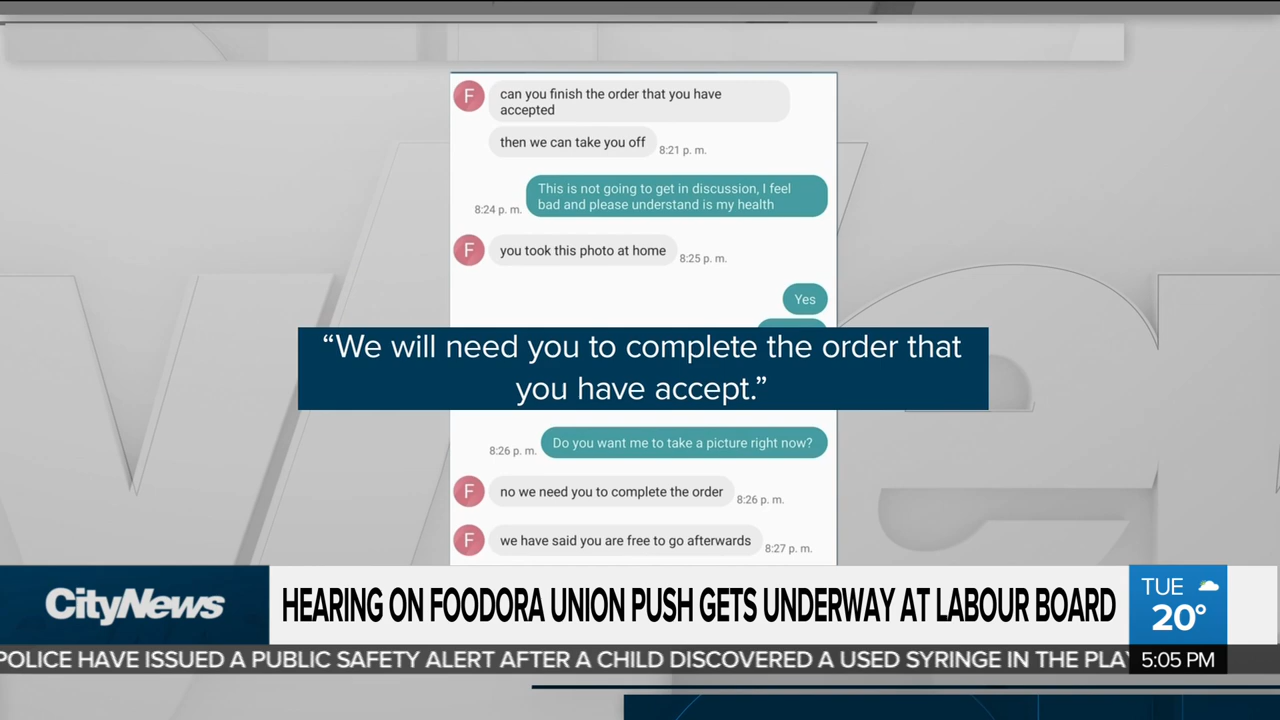 F
can you finish the order that you have
accepted
then we can take you off
8:21 p. m.
This is not going to get in discussion, I feel
bad and please understand is my health
8:24 p. m.
F
you took this photo at home
8:25 p. m.
Yes
“We will need you to complete the order that
you have accept.”
Do you want me to take a picture right now?
8:26 p. m.
F
no we need you to complete the order
8:26 p. m.
F
we have said you are free to go afterwards
8:27 p. m.
CityNews
HEARING ON FOODORA UNION PUSH GETS UNDERWAY AT LABOUR BOARD
TUE
20°
POLICE HAVE ISSUED A PUBLIC SAFETY ALERT AFTER A CHILD DISCOVERED A USED SYRINGE IN THE PLA
5:05 PM